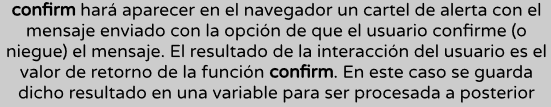 confirm hará aparecer en el navegador un cartel de alerta con el
mensaje enviado con la opción de que el usuario confirme (o
niegue) el mensaje. El resultado de la interacción del usuario es el
valor de retorno de la función confirm. En este caso se guarda
dicho resultado en una variable para ser procesada a posterior